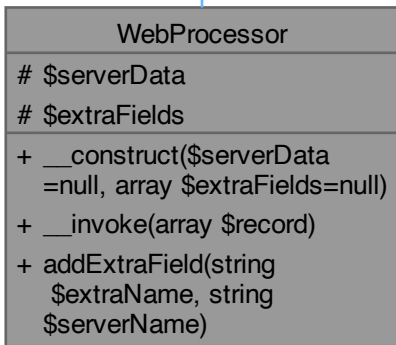 WebProcessor
# $serverData
# $extraFields
+ __construct($serverData
=null, array $extraFields=null)
+ __invoke(array $record)
+ addExtraField(string
$extraName, string
$serverName)